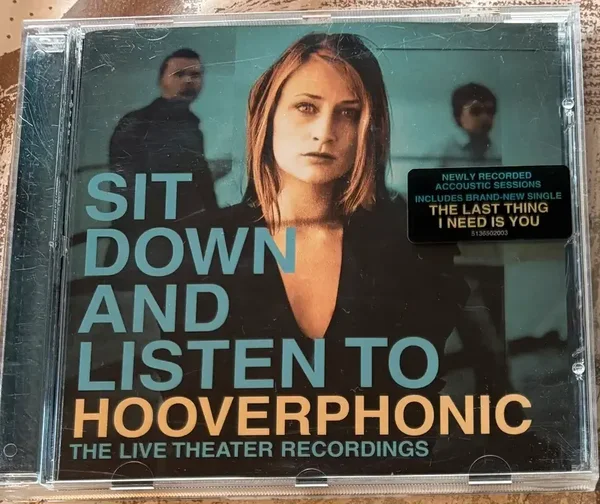 SIT
DOWN
AND
LISTEN TO
HOOVERPHONIC
THE LIVE THEATER RECORDINGS
NEWLY RECORDED
ACCOUSTIC SESSIONS
INCLUDES BRAND-NEW SINGLE
THE LAST THING
I NEED IS YOU
5136802003